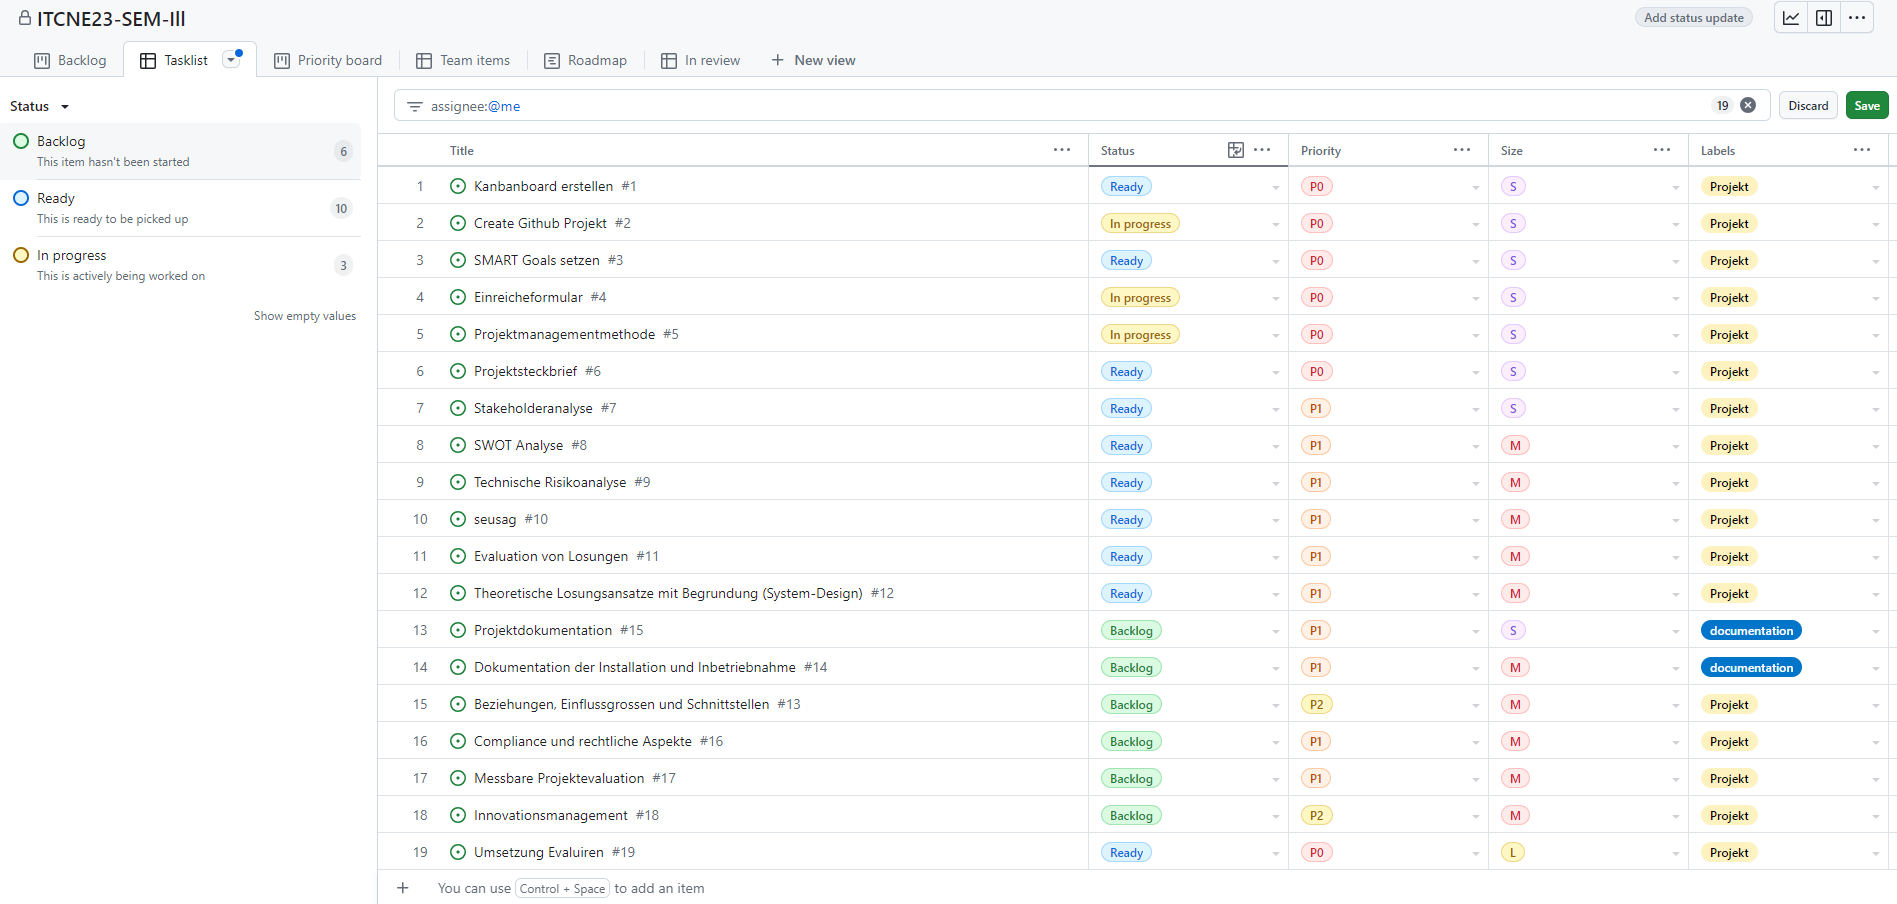 ITCNE23-SEM-III
Add status update
Backlog
Tasklist
Priority board
Team items
Roadmap
In review
New view
Status
Backlog
This item hasn't been started
6
Ready
This is ready to be picked up
10
In progress
This is actively being worked on
3
Show empty values
assignee:@me
19
Discard
Save
Title Status Priority Size Labels
1 Kanbanboard erstellen #1 Ready P0 S Projekt
2 Create Github Projekt #2 In progress P0 S Projekt
3 SMART Goals setzen #3 Ready P0 S Projekt
4 Einreicheformular #4 In progress P0 S Projekt
5 Projektmanagementmethode #5 In progress P0 S Projekt
6 Projektsteckbrief #6 Ready P0 S Projekt
7 Stakeholderanalyse #7 Ready P1 S Projekt
8 SWOT Analyse #8 Ready P1 M Projekt
9 Technische Risikoanalyse #9 Ready P1 M Projekt
10 seusag #10 Ready P1 M Projekt
11 Evaluation von Losungen #11 Ready P1 M Projekt
12 Theoretische Losungsansatze mit Begrundung (System-Design) #12 Ready P1 M Projekt
13 Projektdokumentation #15 Backlog P1 S documentation
14 Dokumentation der Installation und Inbetriebnahme #14 Backlog P1 M documentation
15 Beziehungen, Einflussgrossen und Schnittstellen #13 Backlog P2 M Projekt
16 Compliance und rechtliche Aspekte #16 Backlog P1 M Projekt
17 Messbare Projektevaluation #17 Backlog P1 M Projekt
18 Innovationsmanagement #18 Backlog P2 M Projekt
19 Umsetzung Evaluiren #19 Ready P0 L Projekt
You can use Control + Space to add an item